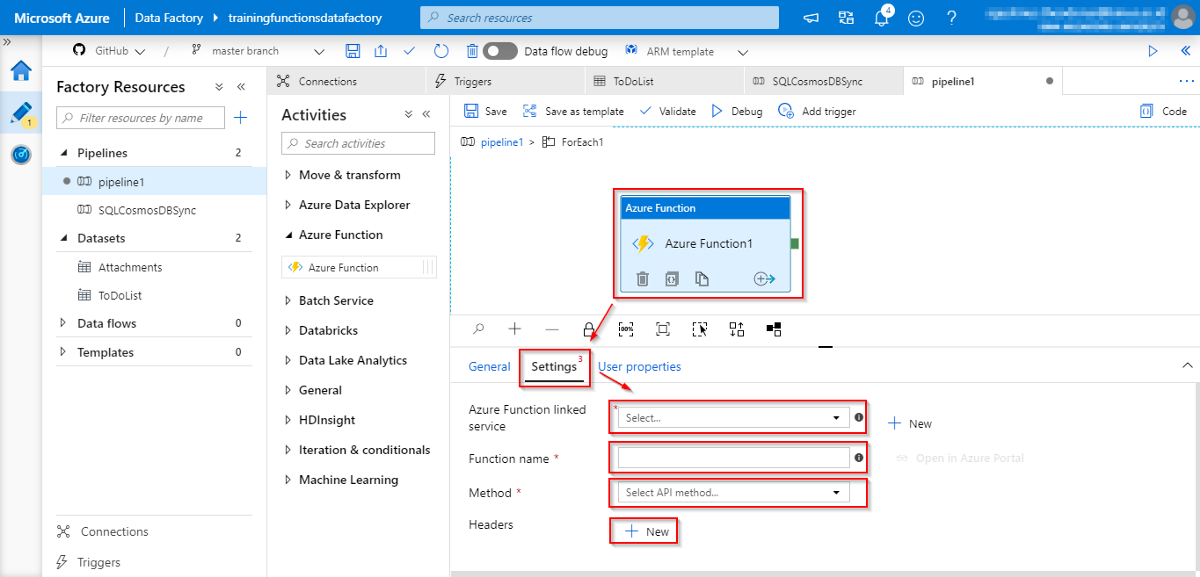 Microsoft Azure
Data Factory
trainingfunctionsdatafactory
Search resources
4
?
GitHub
/
master branch
Data flow debug
ARM template
1
Factory Resources
Filter resources by name
Pipelines 2
pipeline1
SQLCosmosDBSync
Datasets 2
Attachments
ToDoList
Data flows 0
Templates 0
Connections
Triggers
Connections
Triggers
ToDoList
SQLCosmosDBSync
pipeline1
Activities
Search activities
Move & transform
Azure Data Explorer
Azure Function
Azure Function
Batch Service
Databricks
Data Lake Analytics
General
HDInsight
Iteration & conditionals
Machine Learning
Save
Save as template
Validate
Debug
Add trigger
Code
pipeline1 > ForEach1
Azure Function
Azure Function1
100%
General
Settings 3
User properties
Azure Function linked
service
* Select...
New
Function name *
Open in Azure Portal
Method *
Select API method...
Headers
New